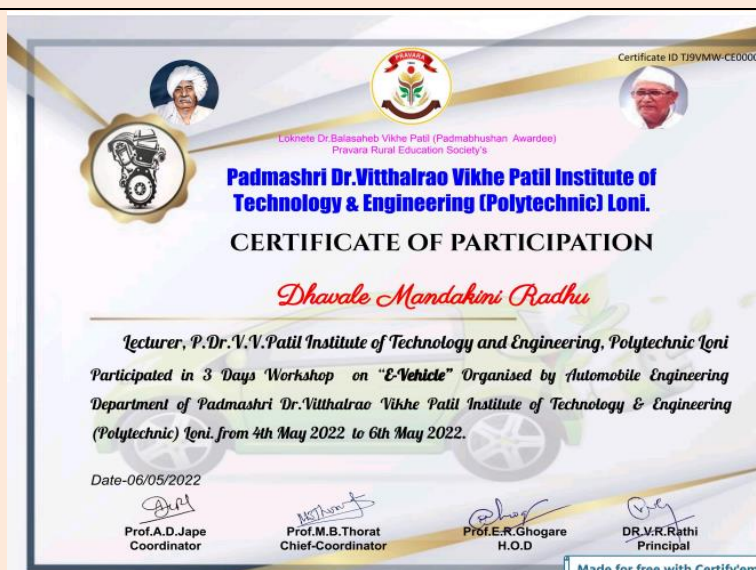 Certificate ID TJ9VMW-CE0000
PRAVARA
Loknete Dr.Balasaheb Vikhe Patil (Padmabhushan Awardee)
Pravara Rural Education Society's
Padmashri Dr.Vitthalrao Vikhe Patil Institute of
Technology & Engineering (Polytechnic) Loni.
CERTIFICATE OF PARTICIPATION
Dhavale Mandakini Radhu
Lecturer, P.Dr.V.V.Patil Institute of Technology and Engineering, Polytechnic Loni
Participated in 3 Days Workshop on "E-Vehicle" Organised by Automobile Engineering
Department of Padmashri Dr.Vitthalrao Vikhe Patil Institute of Technology & Engineering
(Polytechnic) Loni. from 4th May 2022 to 6th May 2022.
Date-06/05/2022
Prof.A.D.Jape Prof.M.B.Thorat Prof.E.R.Ghogare DR.V.R.Rathi
Coordinator Chief-Coordinator H.O.D Principal
Made for free with Certify'em